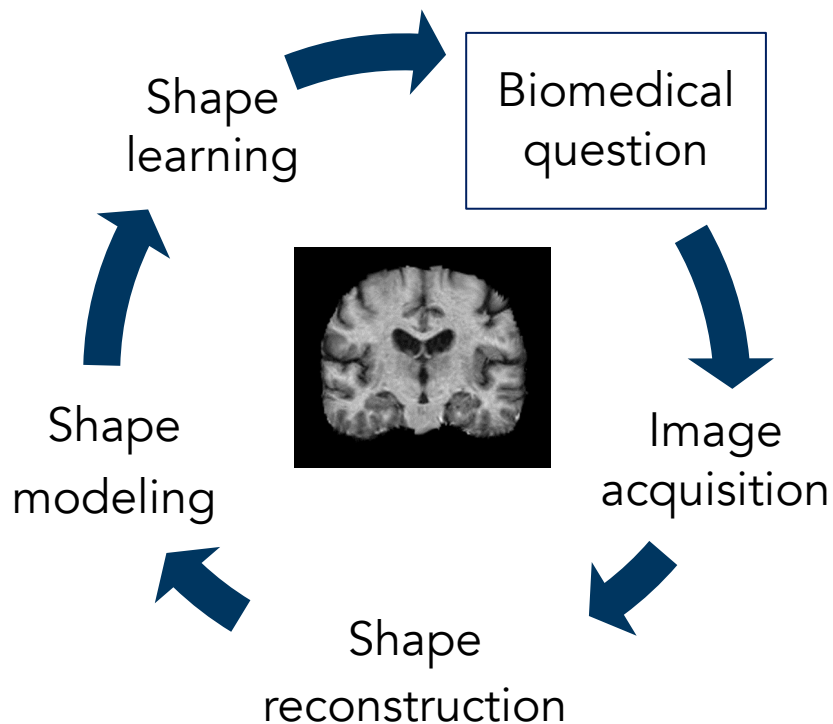 Biomedical
question
Image
acquisition
Shape
reconstruction
Shape
modeling
Shape
learning